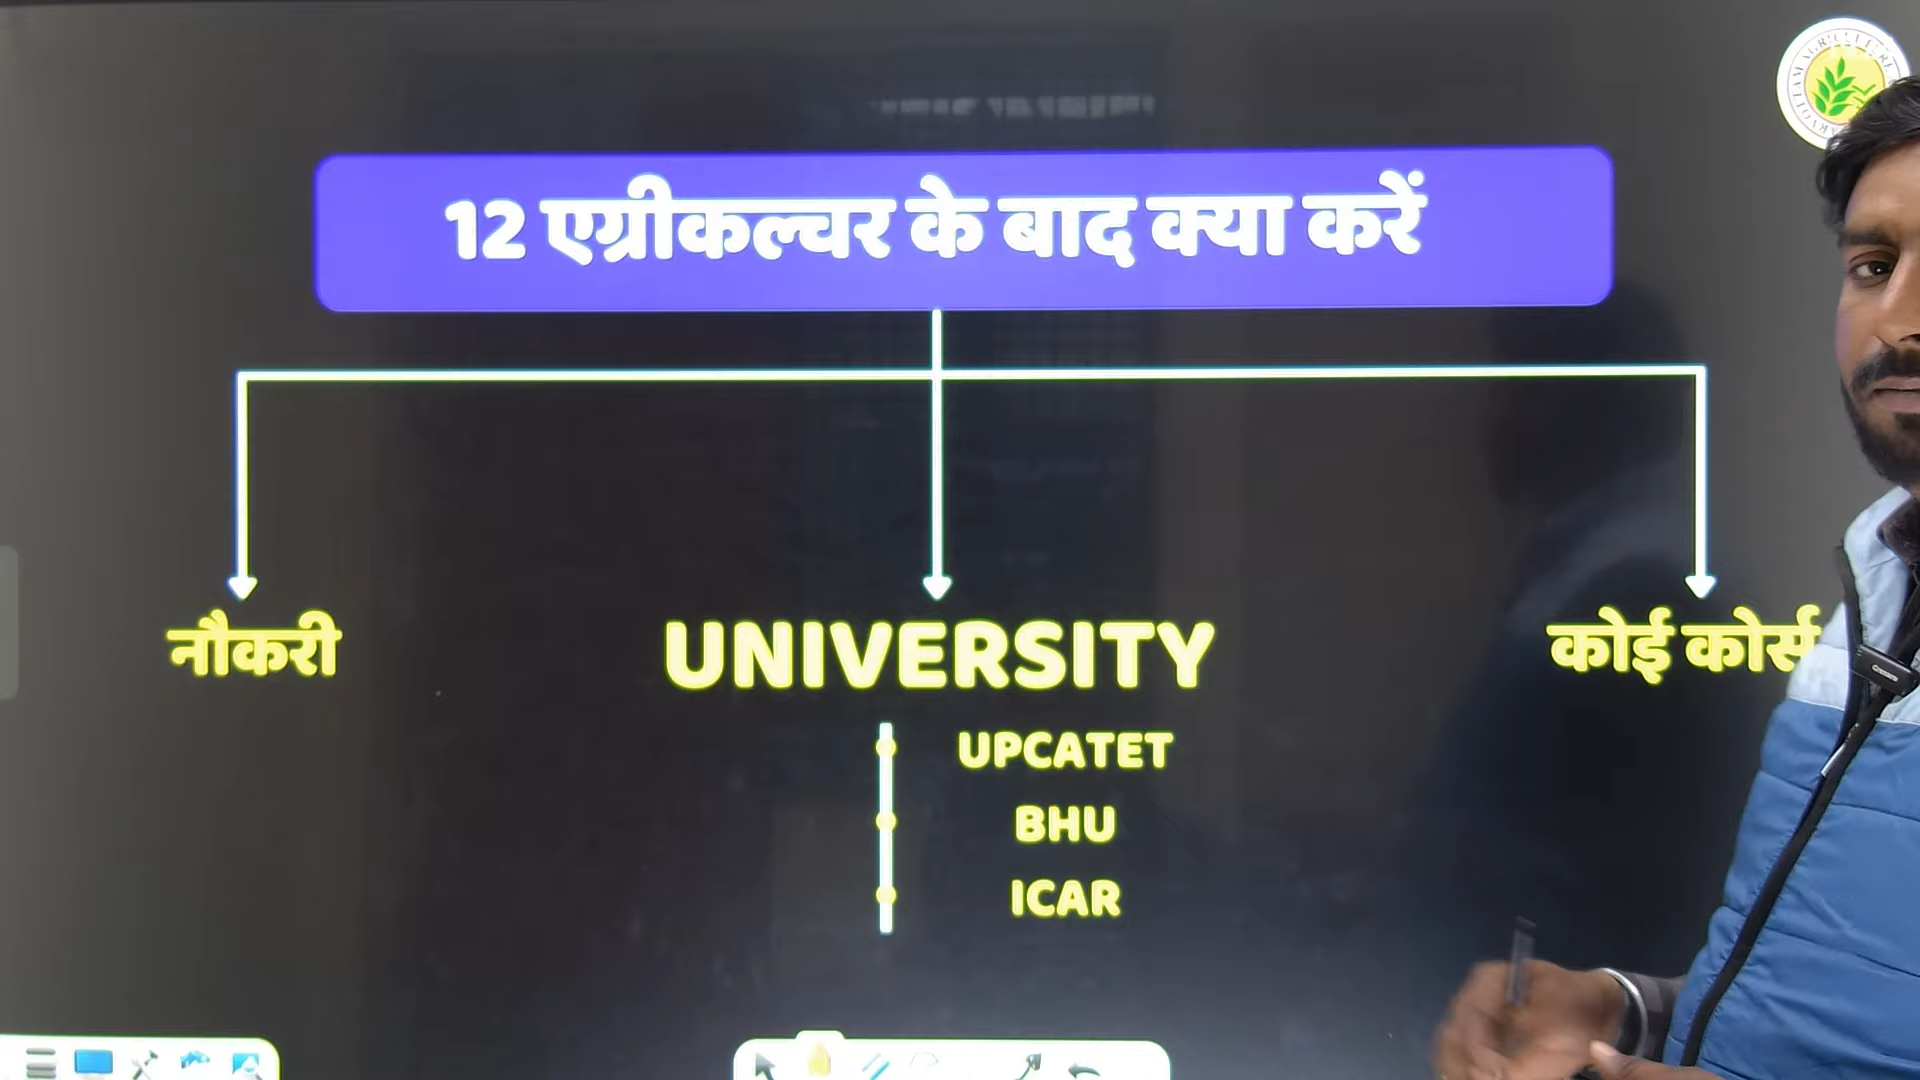 12 एग्रीकल्चर के बाद क्या करें
नौकरी
UNIVERSITY
कोई कोर्स
UPCATET
BHU
ICAR